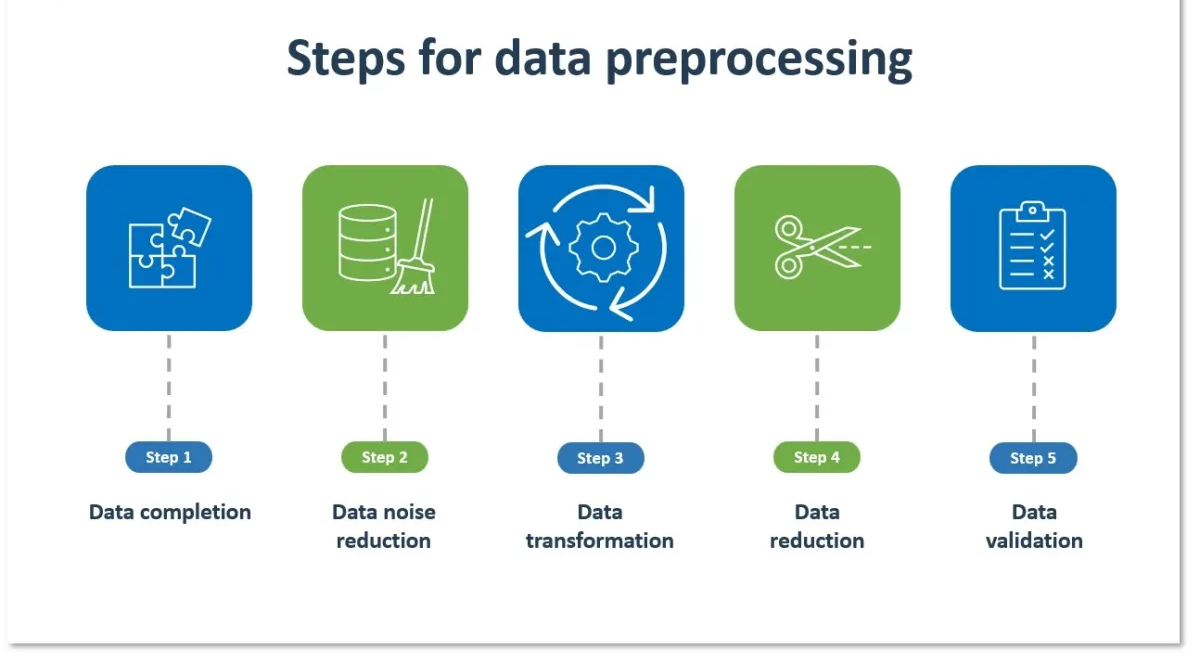 Steps for data preprocessing
Step 1
Step 2
Step 3
Step 4
Step 5
Data completion
Data noise
reduction
Data
transformation
Data
reduction
Data
validation